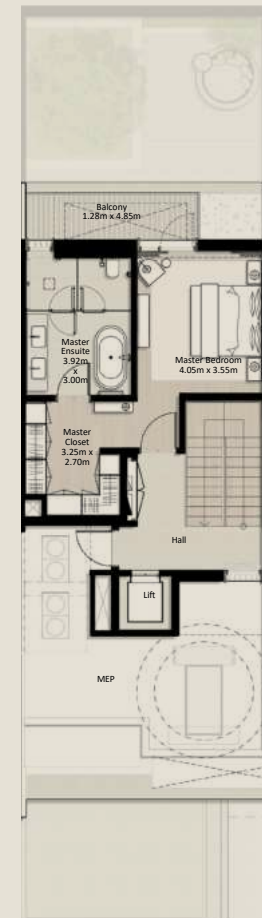 Balcony
1.28m x 4.85m
Master
Ensuite
3.92m
x
3.00m
Master Bedroom
4.05m x 3.55m
Master
Closet
3.25m x
2.70m
Hall
Lift
MEP